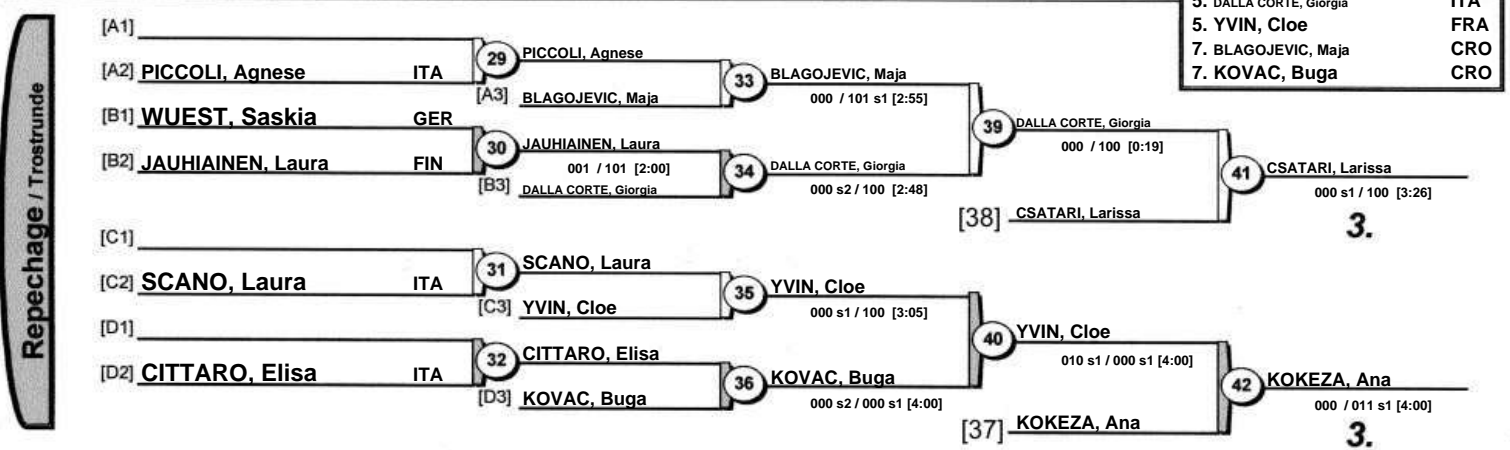 5. DALLA CORTE, Giorgia ITA
5. YVIN, Cloe FRA
7. BLAGOJEVIC, Maja CRO
7. KOVAC, Buga CRO
Repechage / Trostrunde
[A1]
[A2] PICCOLI, Agnese ITA
29
PICCOLI, Agnese
[A3] BLAGOJEVIC, Maja
33
BLAGOJEVIC, Maja
000 / 101 s1 [2:55]
[B1] WUEST, Saskia GER
[B2] JAUHIAINEN, Laura FIN
30
JAUHIAINEN, Laura
001 / 101 [2:00]
[B3] DALLA CORTE, Giorgia
34
DALLA CORTE, Giorgia
000 s2 / 100 [2:48]
39
DALLA CORTE, Giorgia
000 / 100 [0:19]
[38] CSATARI, Larissa
41
CSATARI, Larissa
000 s1 / 100 [3:26]
3.
[C1]
[C2] SCANO, Laura ITA
31
SCANO, Laura
[C3] YVIN, Cloe
35
YVIN, Cloe
000 s1 / 100 [3:05]
[D1]
[D2] CITTARO, Elisa ITA
32
CITTARO, Elisa
[D3] KOVAC, Buga
36
KOVAC, Buga
000 s2 / 000 s1 [4:00]
40
YVIN, Cloe
010 s1 / 000 s1 [4:00]
[37] KOKEZA, Ana
42
KOKEZA, Ana
000 / 011 s1 [4:00]
3.